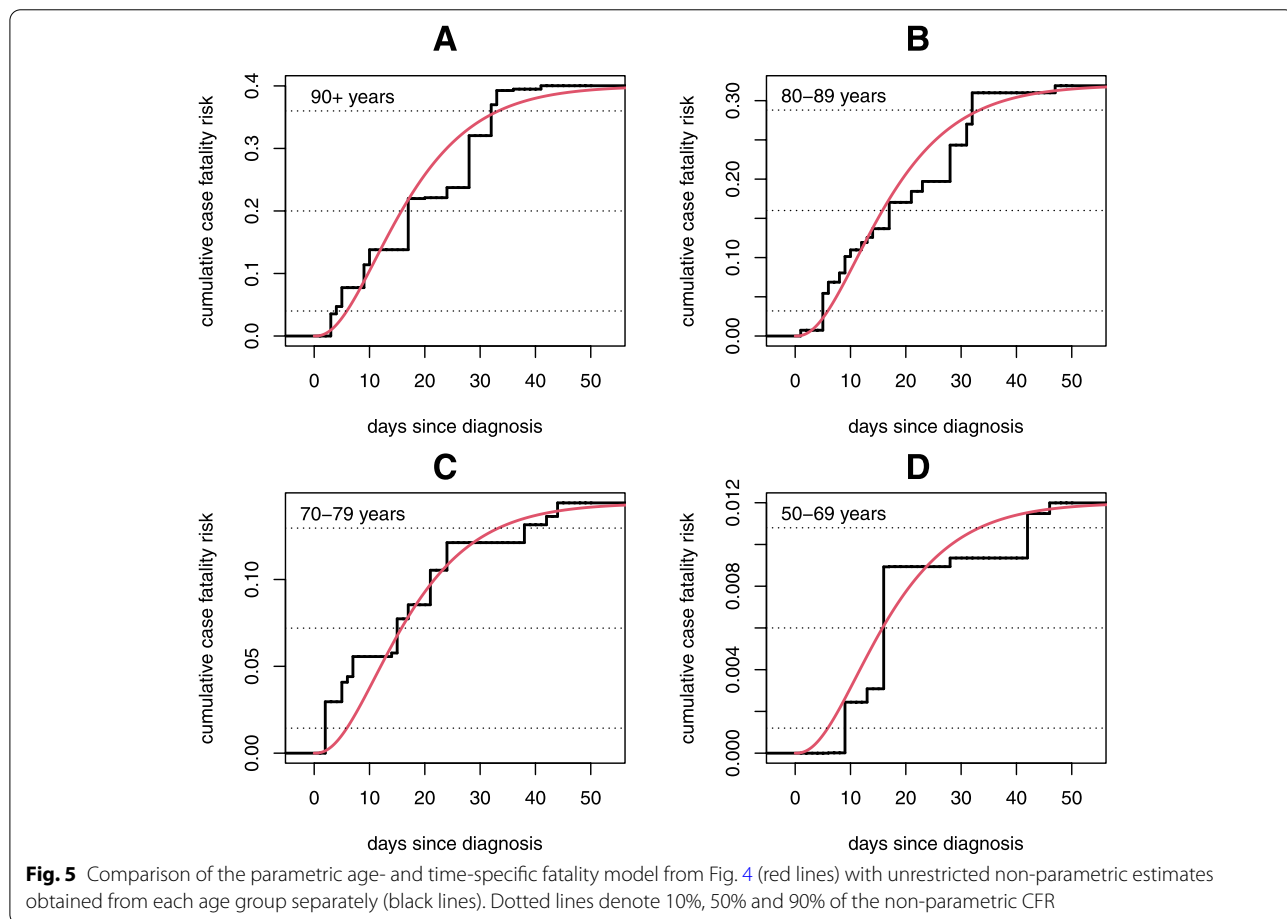 A
90+ years
cumulative case fatality risk
0.4
0.3
0.2
0.1
0.0
0 10 20 30 40 50
days since diagnosis
B
80−89 years
cumulative case fatality risk
0.30
0.20
0.10
0.00
0 10 20 30 40 50
days since diagnosis
C
70−79 years
cumulative case fatality risk
0.10
0.05
0.00
0 10 20 30 40 50
days since diagnosis
D
50−69 years
cumulative case fatality risk
0.012
0.008
0.004
0.000
0 10 20 30 40 50
days since diagnosis
Fig. 5 Comparison of the parametric age- and time-specific fatality model from Fig. 4 (red lines) with unrestricted non-parametric estimates
obtained from each age group separately (black lines). Dotted lines denote 10%, 50% and 90% of the non-parametric CFR